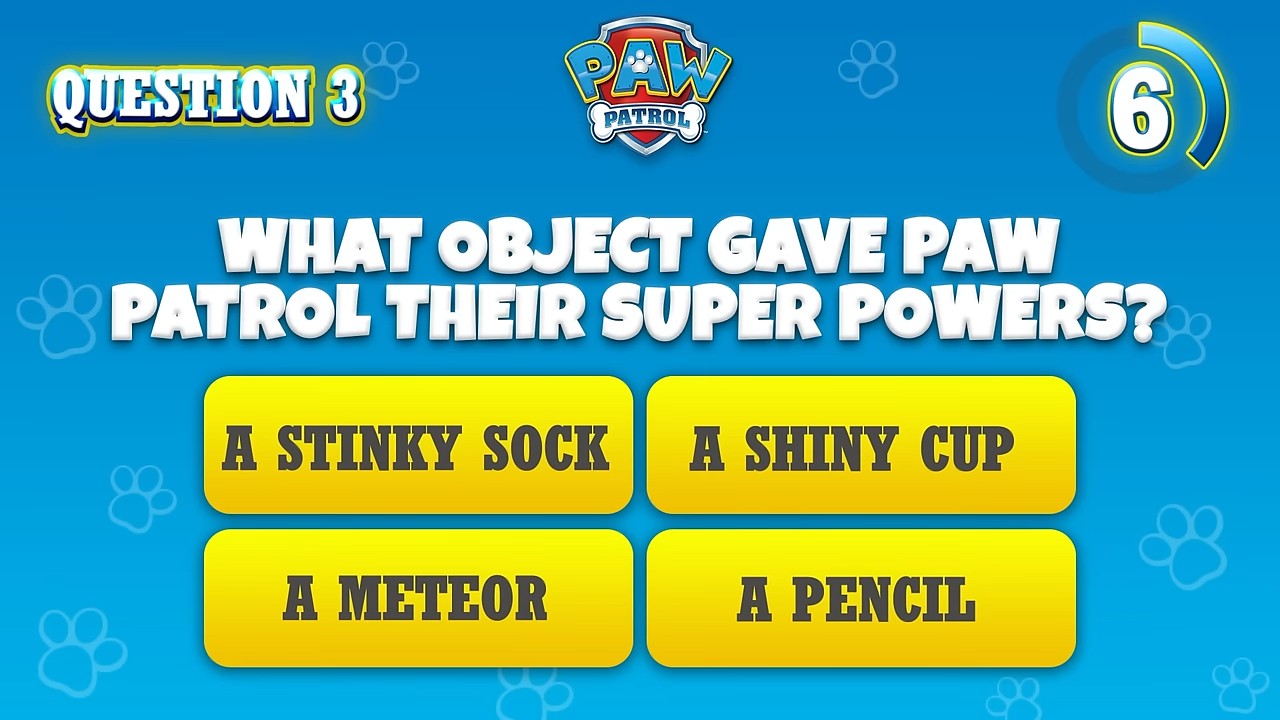 QUESTION 3
PAW
PATROL
6
WHAT OBJECT GAVE PAW
PATROL THEIR SUPER POWERS?
A STINKY SOCK
A SHINY CUP
A METEOR
A PENCIL